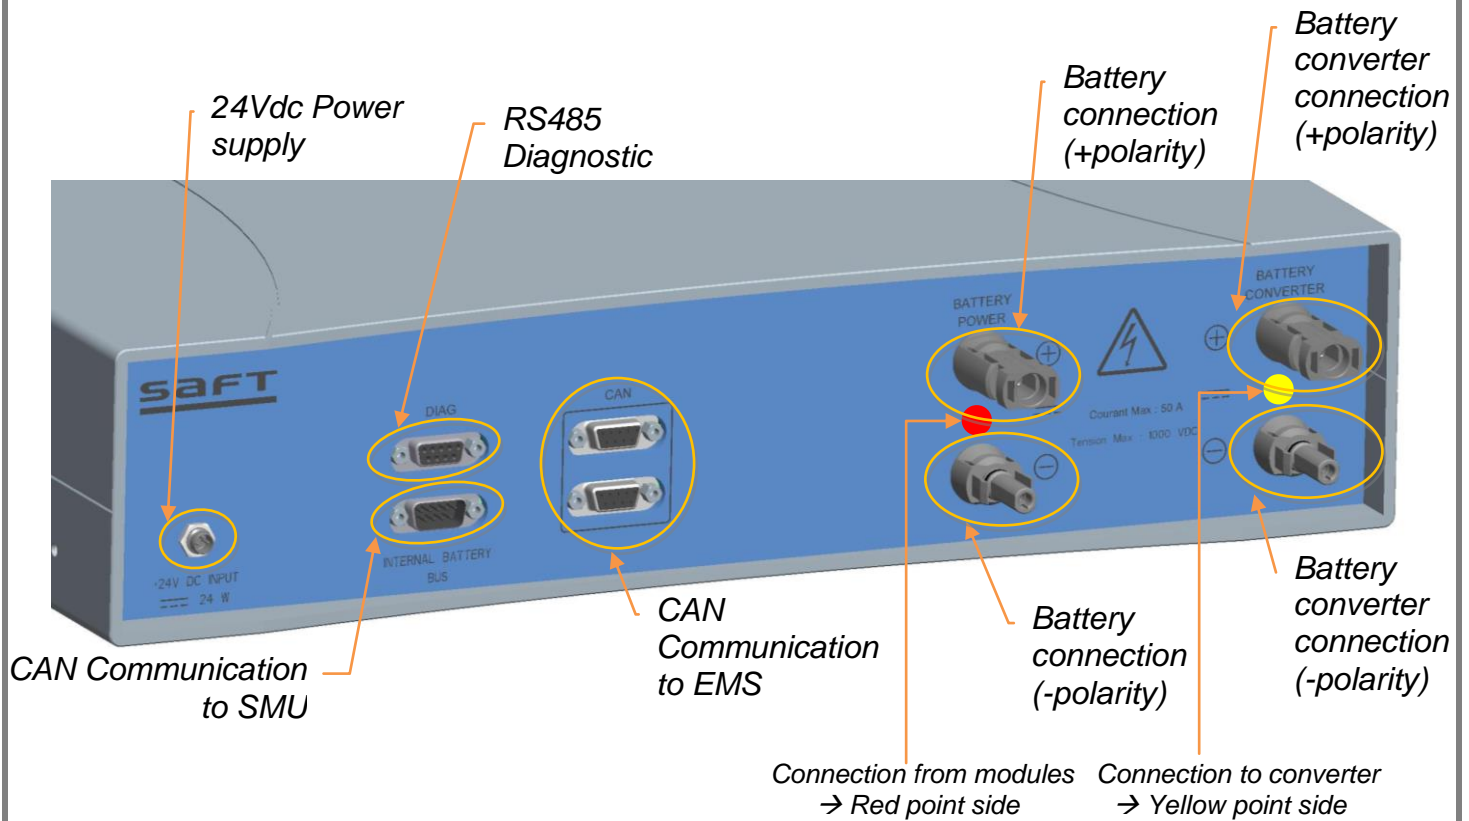 24Vdc Power
supply
RS485
Diagnostic
Battery
connection
(+polarity)
Battery
converter
connection
(+polarity)
saft
DIAG
CAN
INTERNAL BATTERY
BUS
+24V DC INPUT
24 W
BATTERY
POWER
BATTERY
CONVERTER
Courant Max : 50 A
Tension Max : 1000 VDC
CAN Communication
to SMU
CAN
Communication
to EMS
Battery
connection
(-polarity)
Battery
converter
connection
(-polarity)
Connection from modules
→ Red point side
Connection to converter
→ Yellow point side